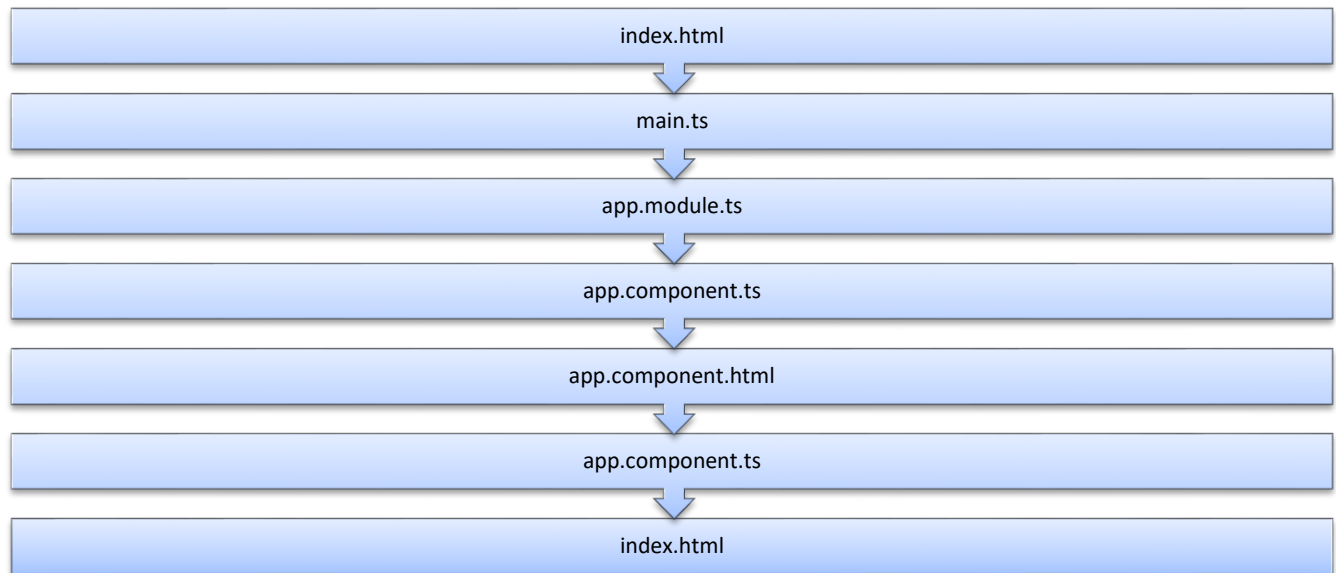 index.html
main.ts
app.module.ts
app.component.ts
app.component.html
app.component.ts
index.html